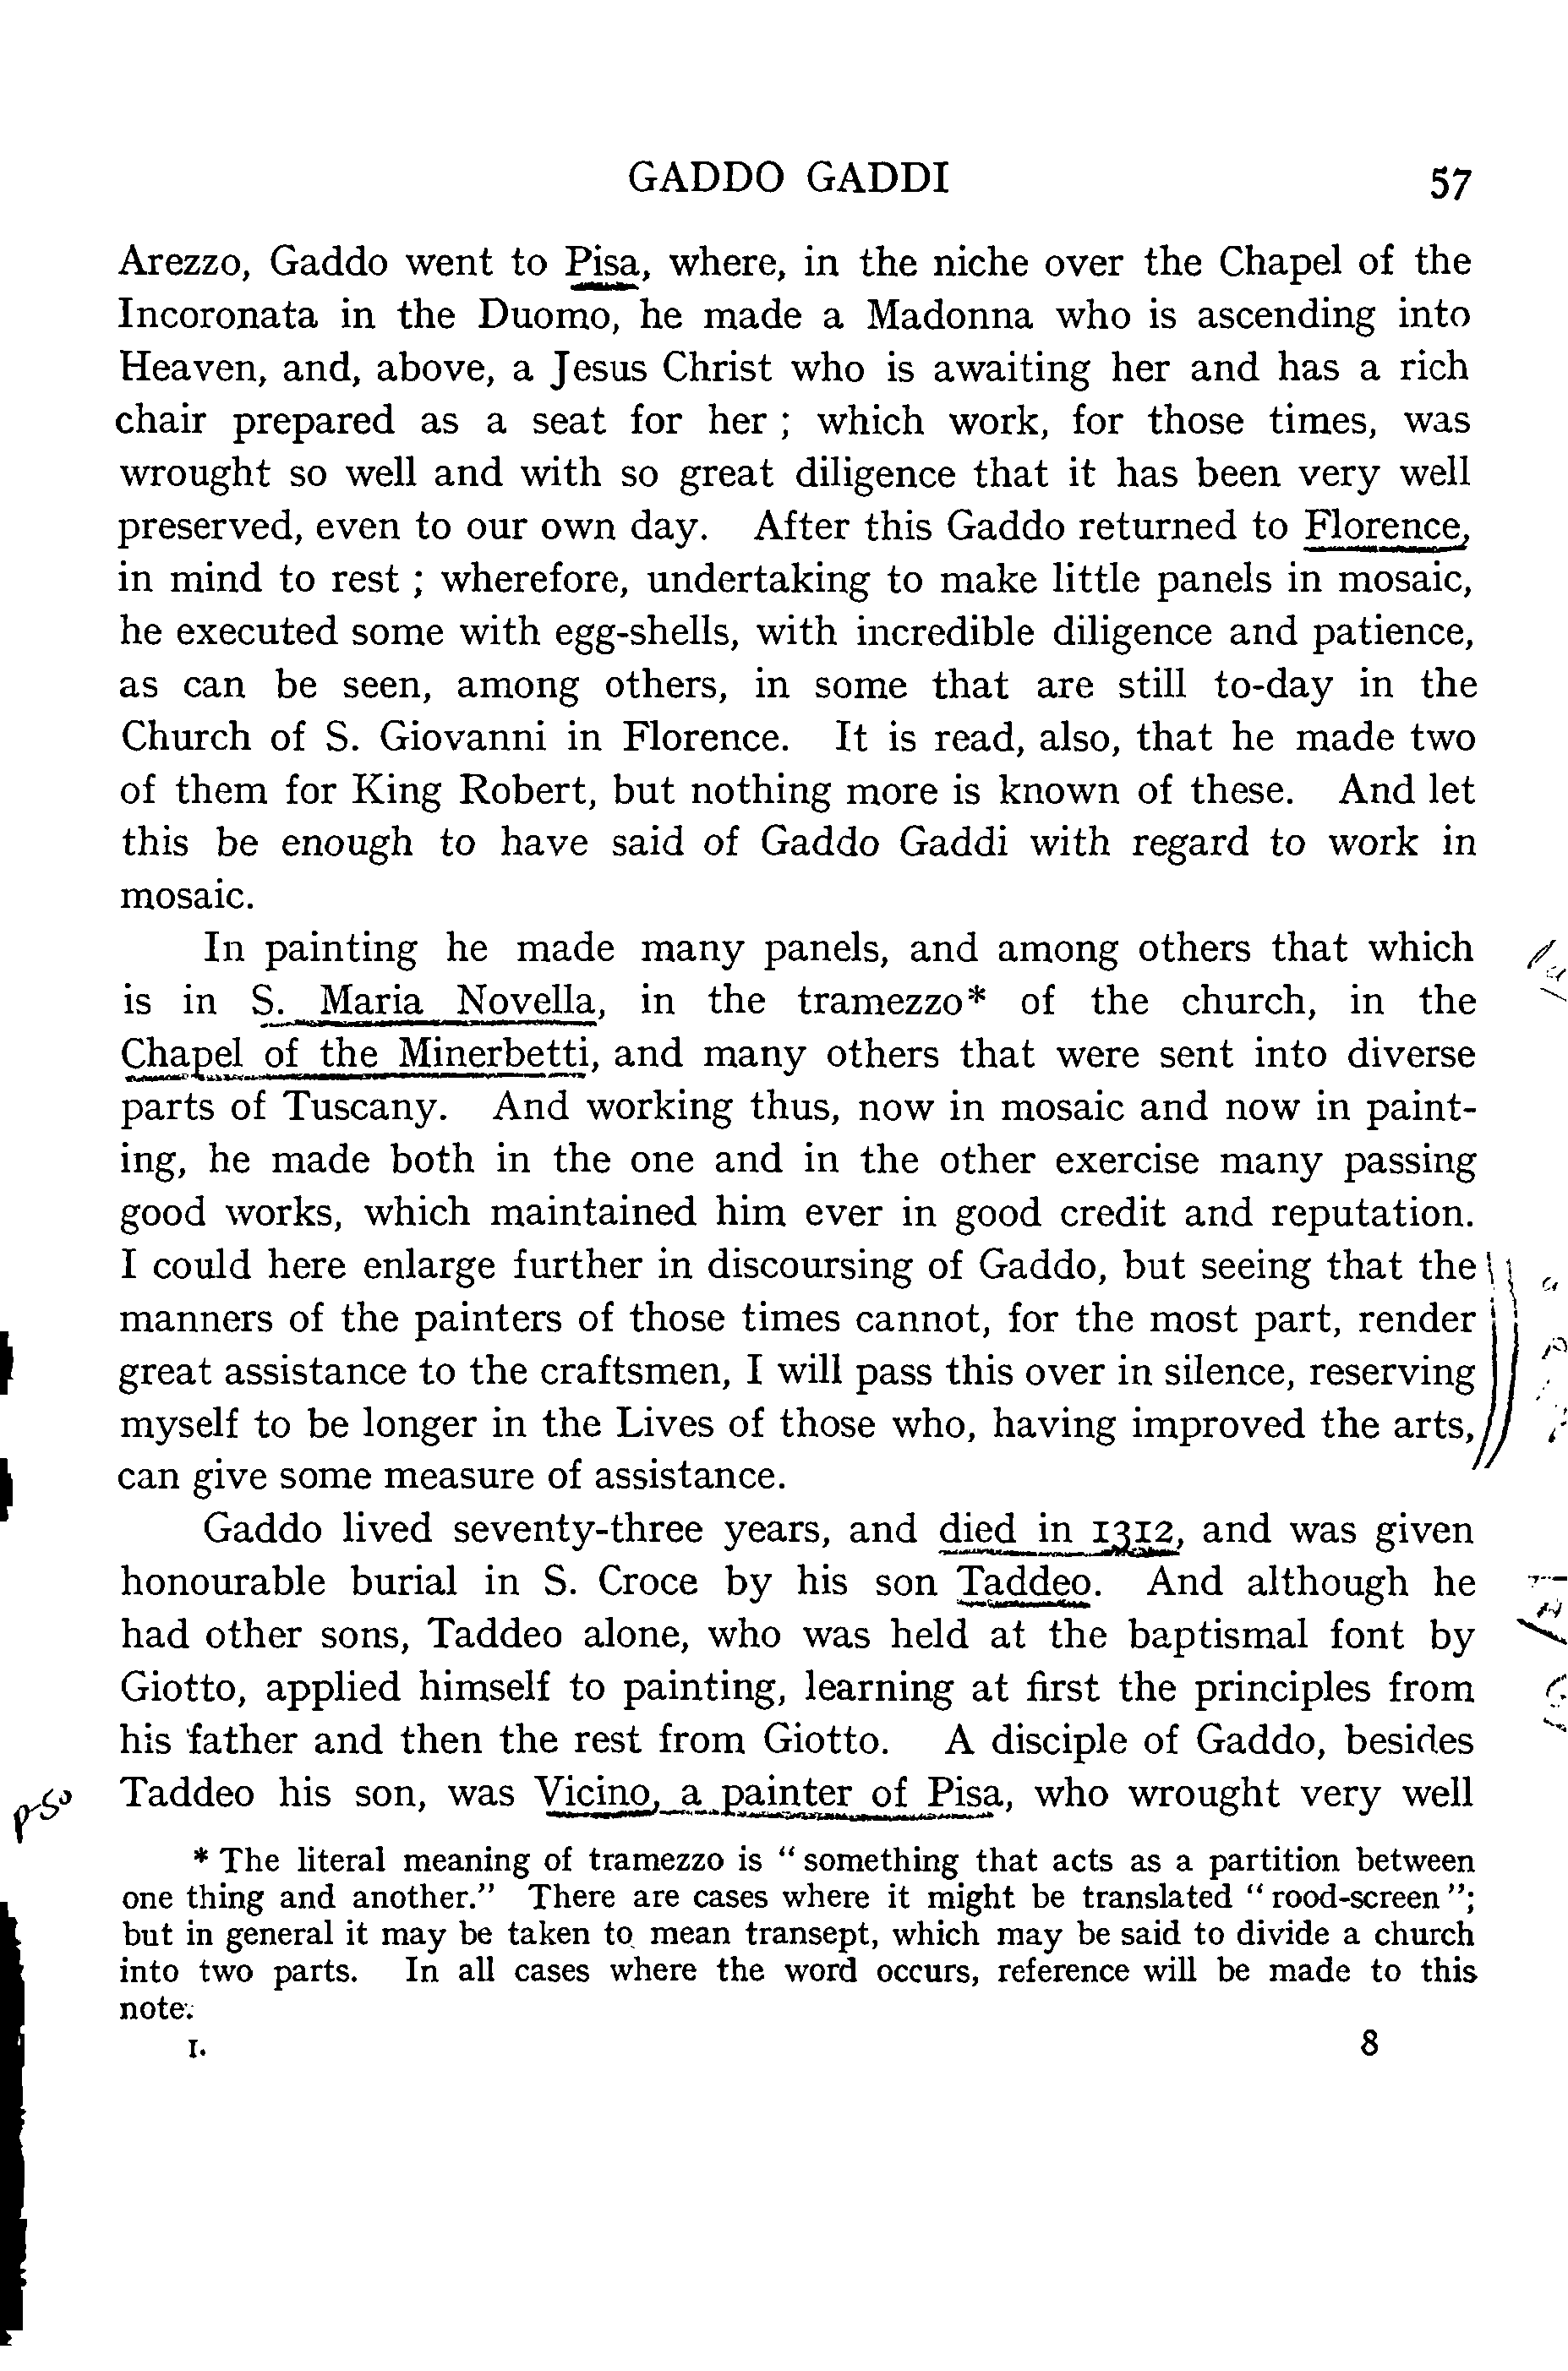 GADDO GADDI 57
Arezzo, Gaddo went to Pisa, where, in the niche over the Chapel of the
Incoronata in the Duomo, he made a Madonna who is ascending into
Heaven, and, above, a Jesus Christ who is awaiting her and has a rich
chair prepared as a seat for her ; which work, for those times, was
wrought so well and with so great diligence that it has been very well
preserved, even to our own day. After this Gaddo returned to Florence,
in mind to rest ; wherefore, undertaking to make little panels in mosaic,
he executed some with egg-shells, with incredible diligence and patience,
as can be seen, among others, in some that are still to-day in the
Church of S. Giovanni in Florence. It is read, also, that he made two
of them for King Robert, but nothing more is known of these. And let
this be enough to have said of Gaddo Gaddi with regard to work in
mosaic.
In painting he made many panels, and among others that which
is in S. Maria Novella, in the tramezzo* of the church, in the
Chapel of the Minerbetti, and many others that were sent into diverse
parts of Tuscany. And working thus, now in mosaic and now in paint-
ing, he made both in the one and in the other exercise many passing
good works, which maintained him ever in good credit and reputation.
I could here enlarge further in discoursing of Gaddo, but seeing that the
manners of the painters of those times cannot, for the most part, render
great assistance to the craftsmen, I will pass this over in silence, reserving
myself to be longer in the Lives of those who, having improved the arts,
can give some measure of assistance.
Gaddo lived seventy-three years, and died in 1312, and was given
honourable burial in S. Croce by his son Taddeo. And although he
had other sons, Taddeo alone, who was held at the baptismal font by
Giotto, applied himself to painting, learning at first the principles from
his father and then the rest from Giotto. A disciple of Gaddo, besides
Taddeo his son, was Vicino, a painter of Pisa, who wrought very well
* The literal meaning of tramezzo is “ something that acts as a partition between
one thing and another.” There are cases where it might be translated “ rood-screen ”;
but in general it may be taken to mean transept, which may be said to divide a church
into two parts. In all cases where the word occurs, reference will be made to this
note.
I. 8